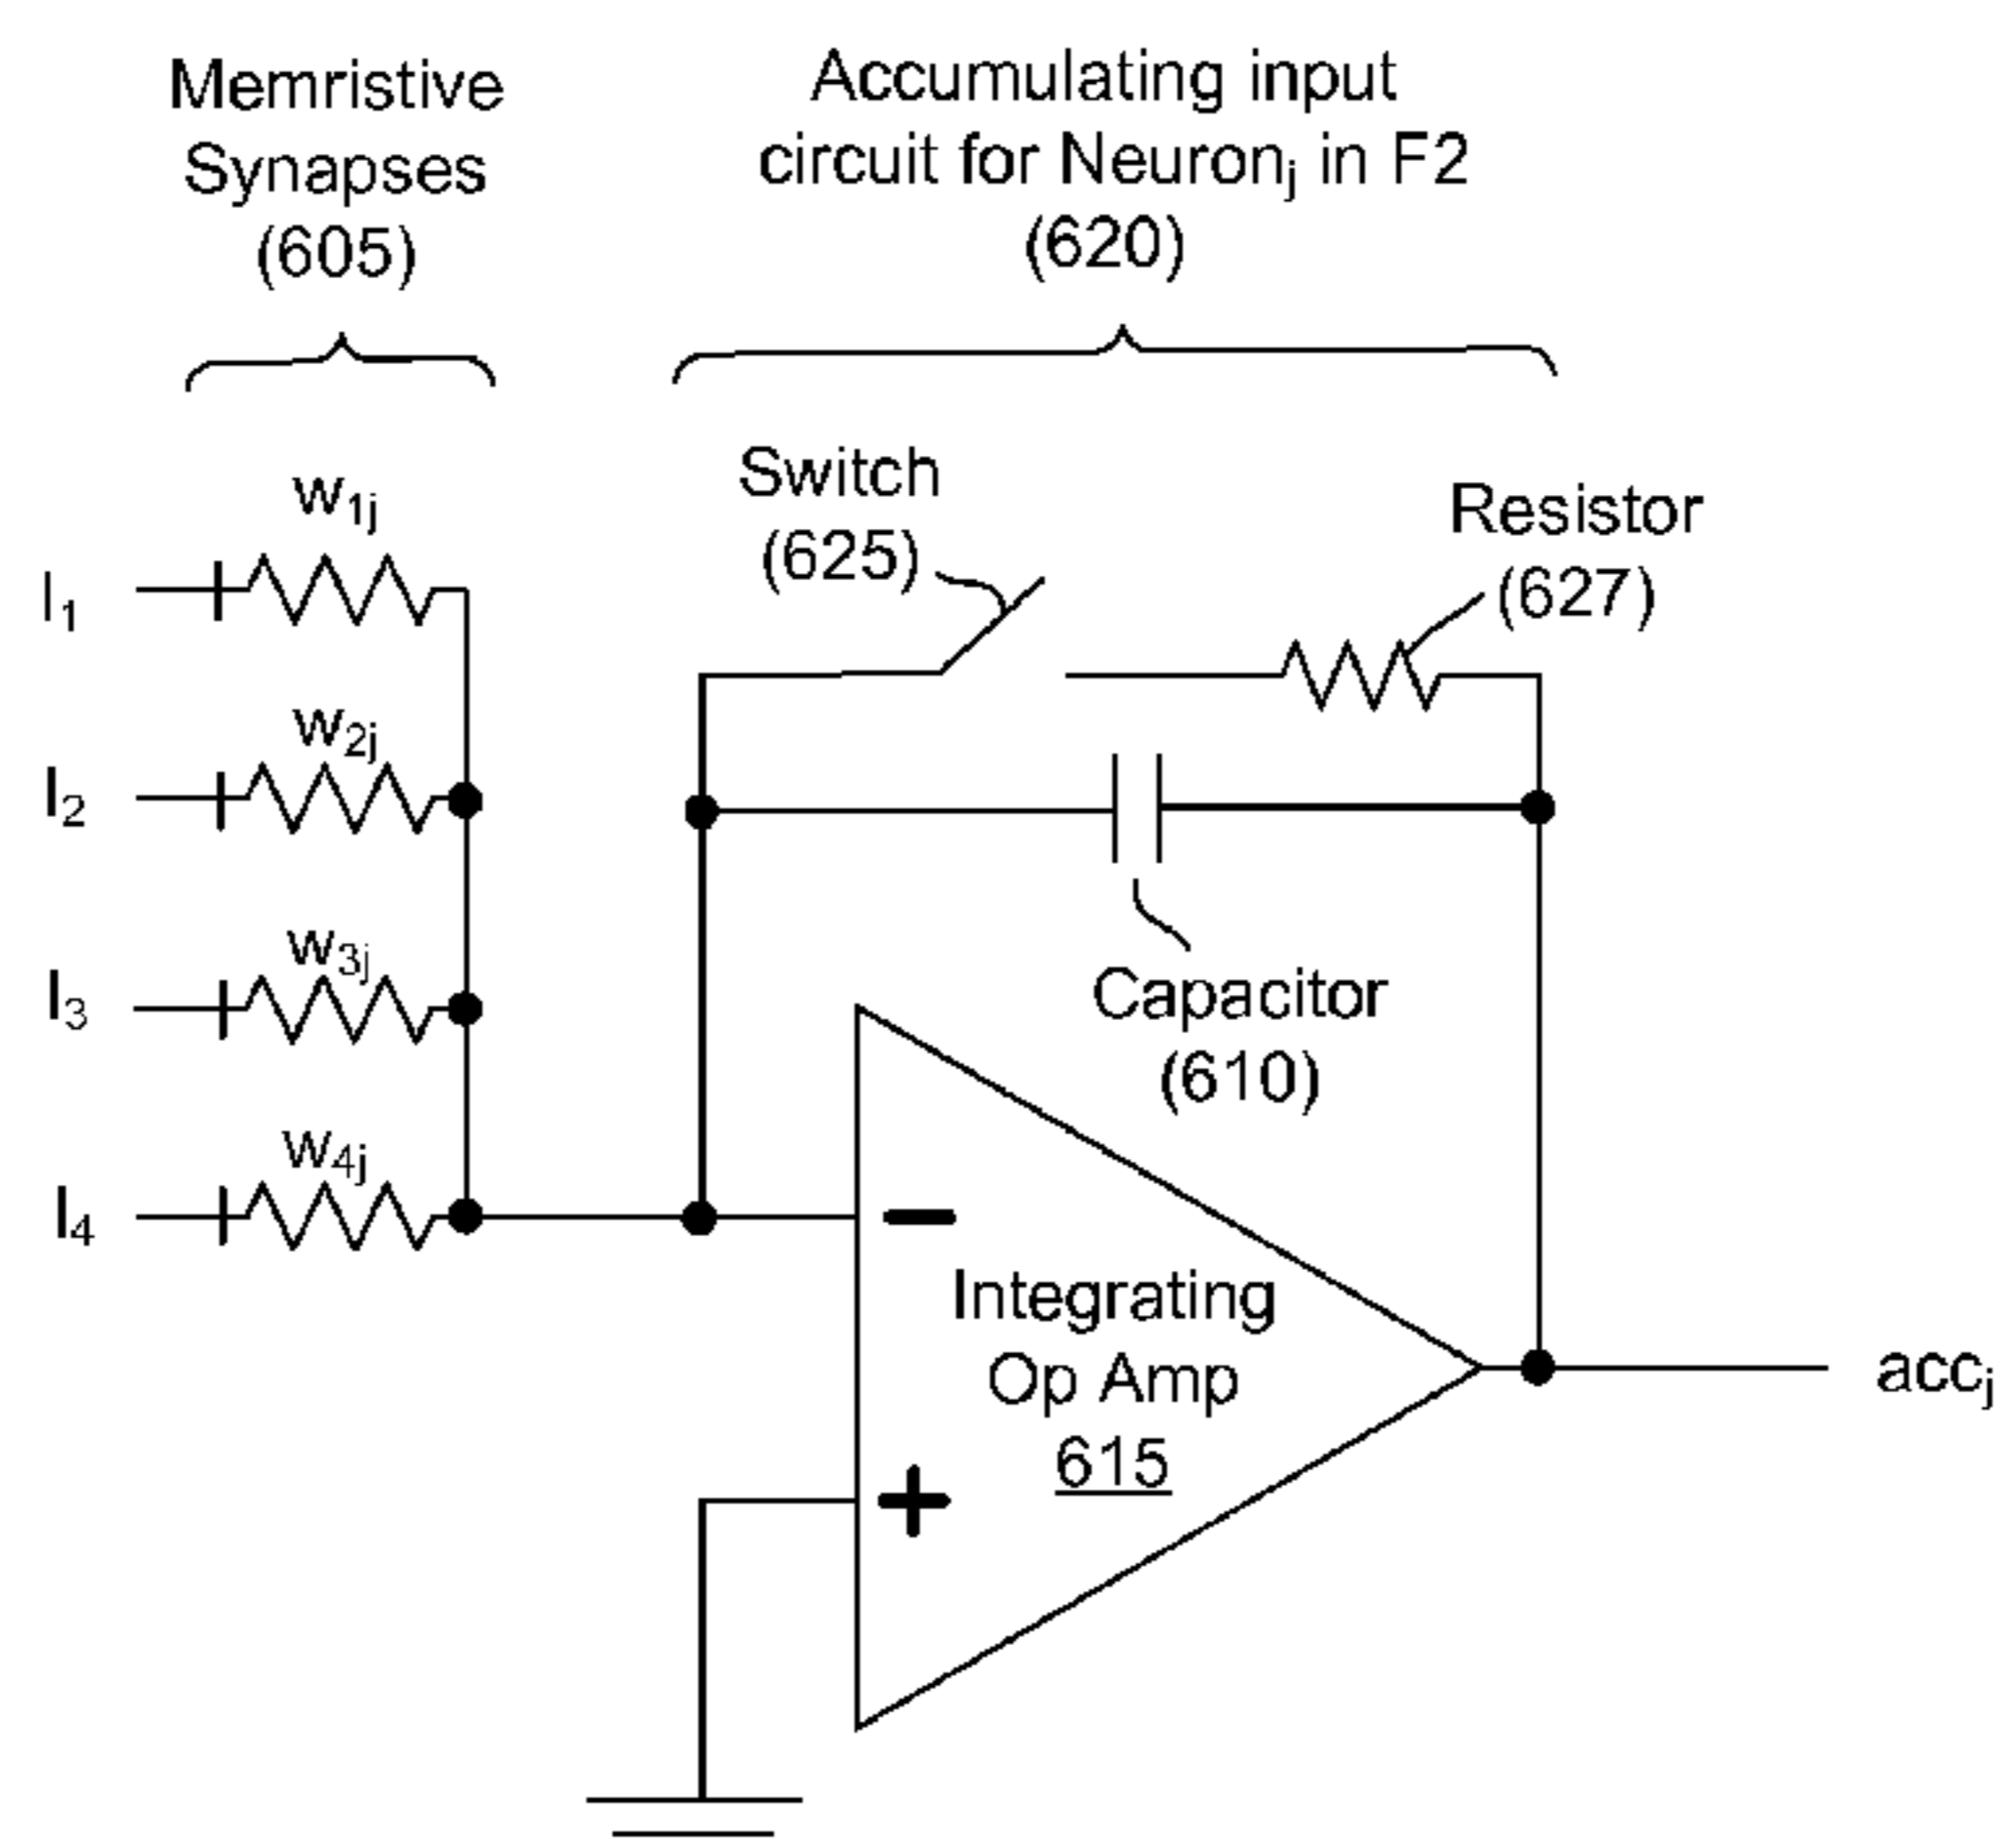 Memristive
Synapses
(605)
Accumulating input
circuit for Neuronj in F2
(620)
Switch
(625)
Resistor
(627)
w1j
I1
w2j
I2
w3j
I3
w4j
I4
Capacitor
(610)
−
Integrating
Op Amp
615
+
accj